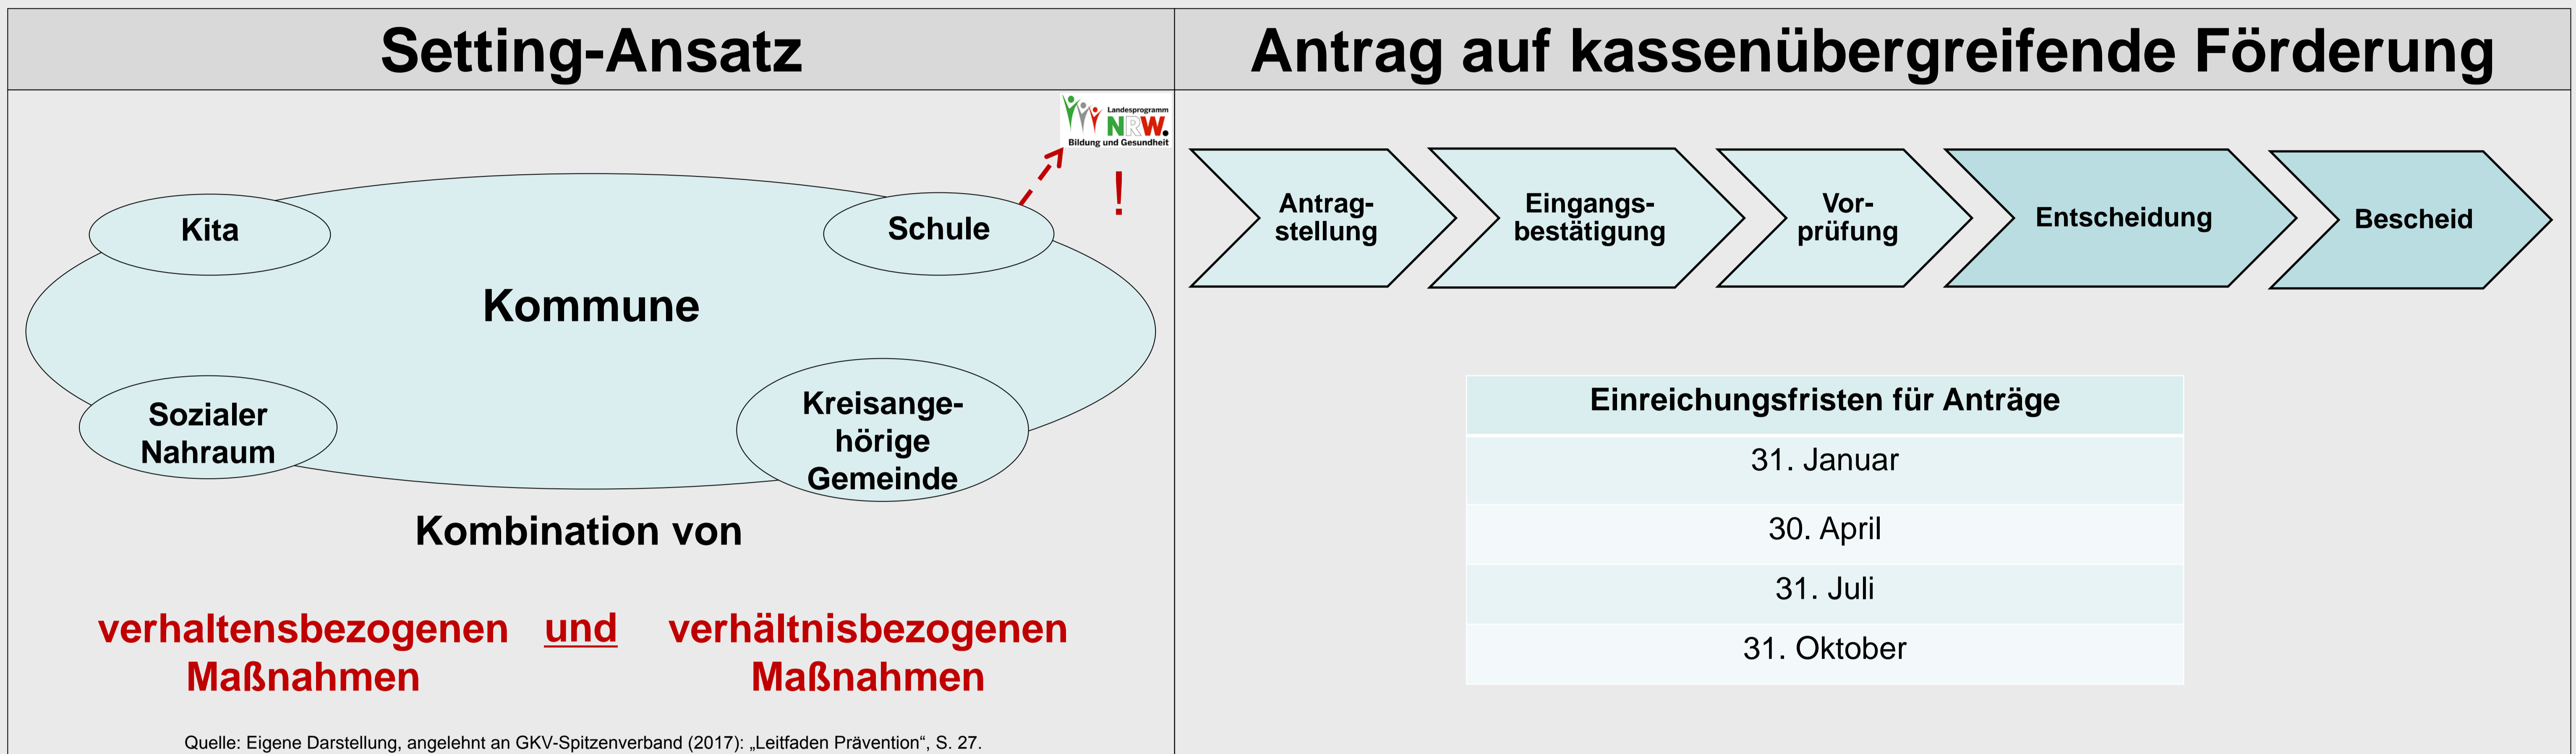 Setting-Ansatz
Landesprogramm
NRW.
Bildung und Gesundheit
!
Kita
Schule
Kommune
Sozialer
Nahraum
Kreisange-
hörige
Gemeinde
Kombination von
verhaltensbezogenen und verhältnisbezogenen
Maßnahmen Maßnahmen
Quelle: Eigene Darstellung, angelehnt an GKV-Spitzenverband (2017): „Leitfaden Prävention“, S. 27.
Antrag auf kassenübergreifende Förderung
Antrag-
stellung
Eingangs-
bestätigung
Vor-
prüfung
Entscheidung
Bescheid
Einreichungsfristen für Anträge
31. Januar
30. April
31. Juli
31. Oktober